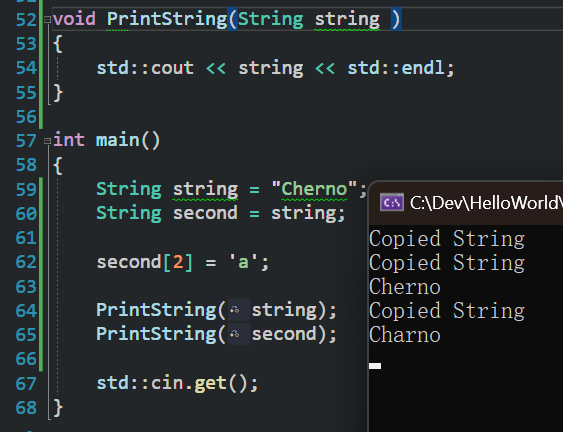 52 void PrintString(String string )
53 {
54     std::cout << string << std::endl;
55 }
56
57 int main()
58 {
59     String string = "Cherno";
60     String second = string;
61
62     second[2] = 'a';
63
64     PrintString(string);
65     PrintString(second);
66
67     std::cin.get();
68 }
C:\Dev\HelloWorld\
Copied String
Copied String
Cherno
Copied String
Charno